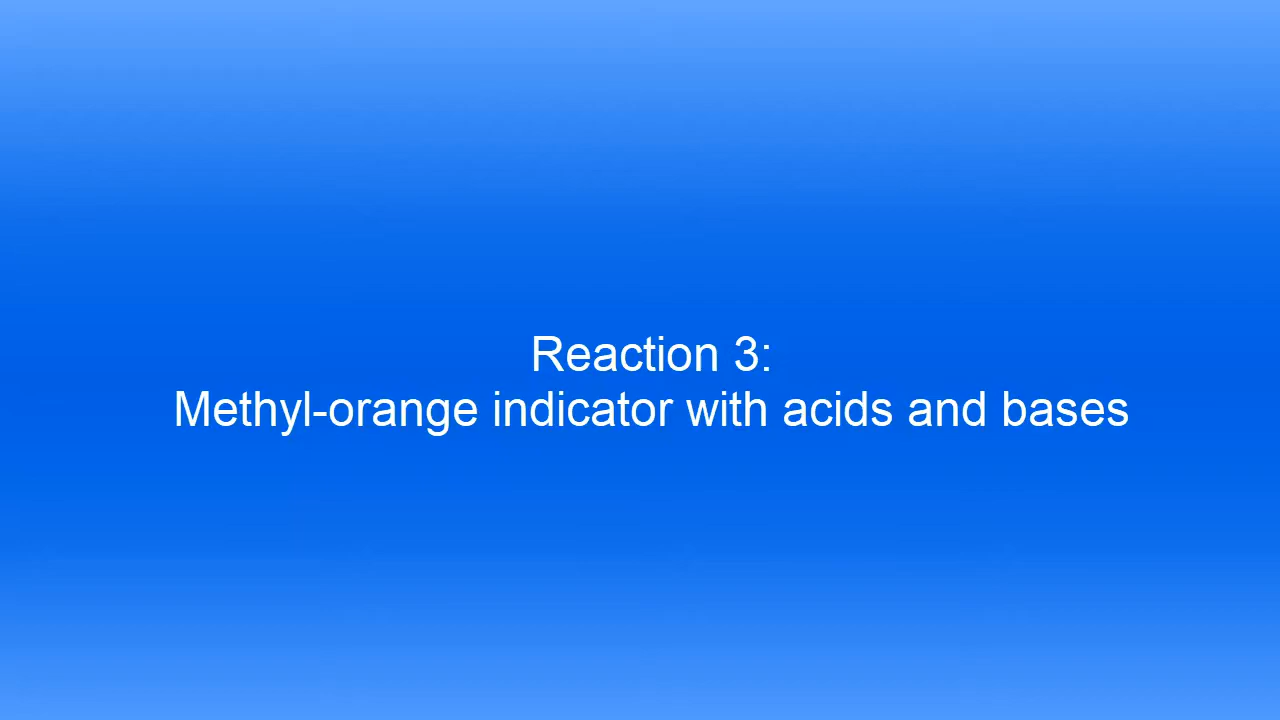 Reaction 3:
Methyl-orange indicator with acids and bases